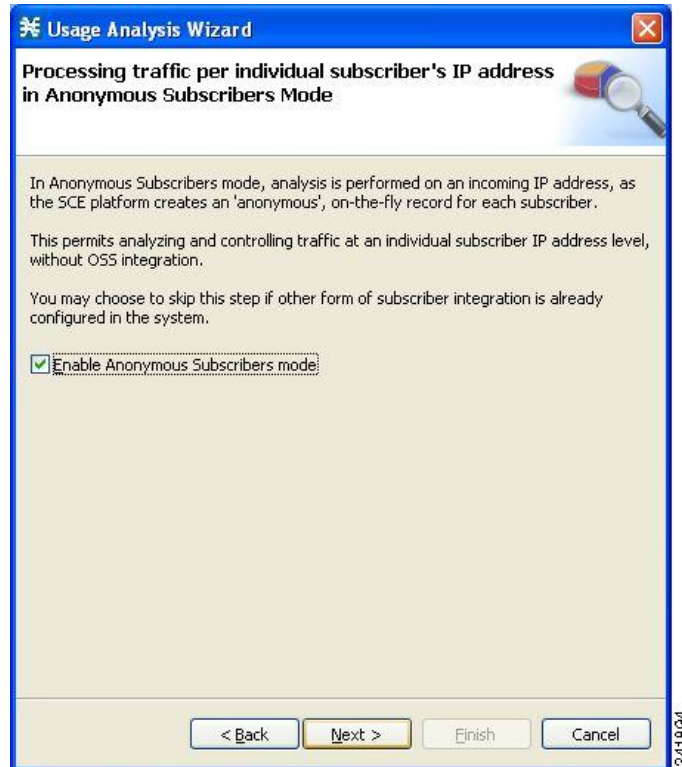 Usage Analysis Wizard
Processing traffic per individual subscriber's IP address
in Anonymous Subscribers Mode
In Anonymous Subscribers mode, analysis is performed on an incoming IP address, as
the SCE platform creates an 'anonymous', on-the-fly record for each subscriber.
This permits analyzing and controlling traffic at an individual subscriber IP address level,
without OSS integration.
You may choose to skip this step if other form of subscriber integration is already
configured in the system.
Enable Anonymous Subscribers mode
< Back Next > Finish Cancel